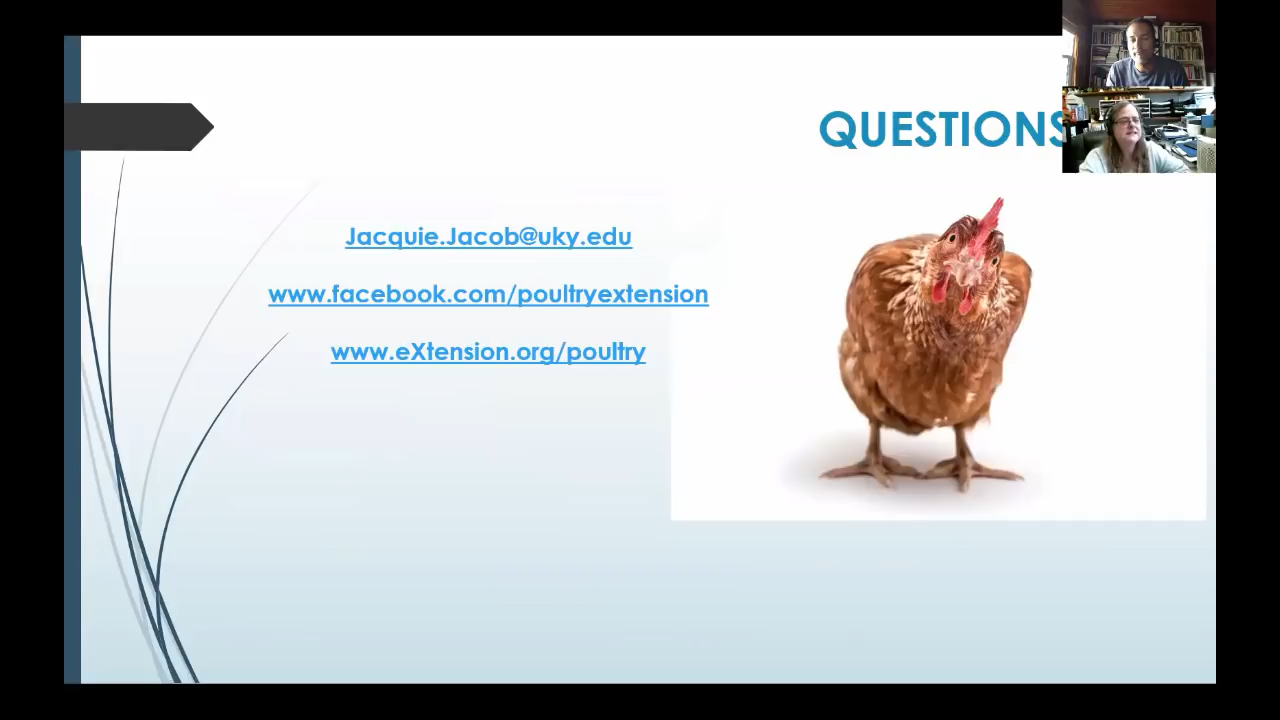 QUESTIONS
Jacquie.Jacob@uky.edu
www.facebook.com/poultryextension
www.eXtension.org/poultry